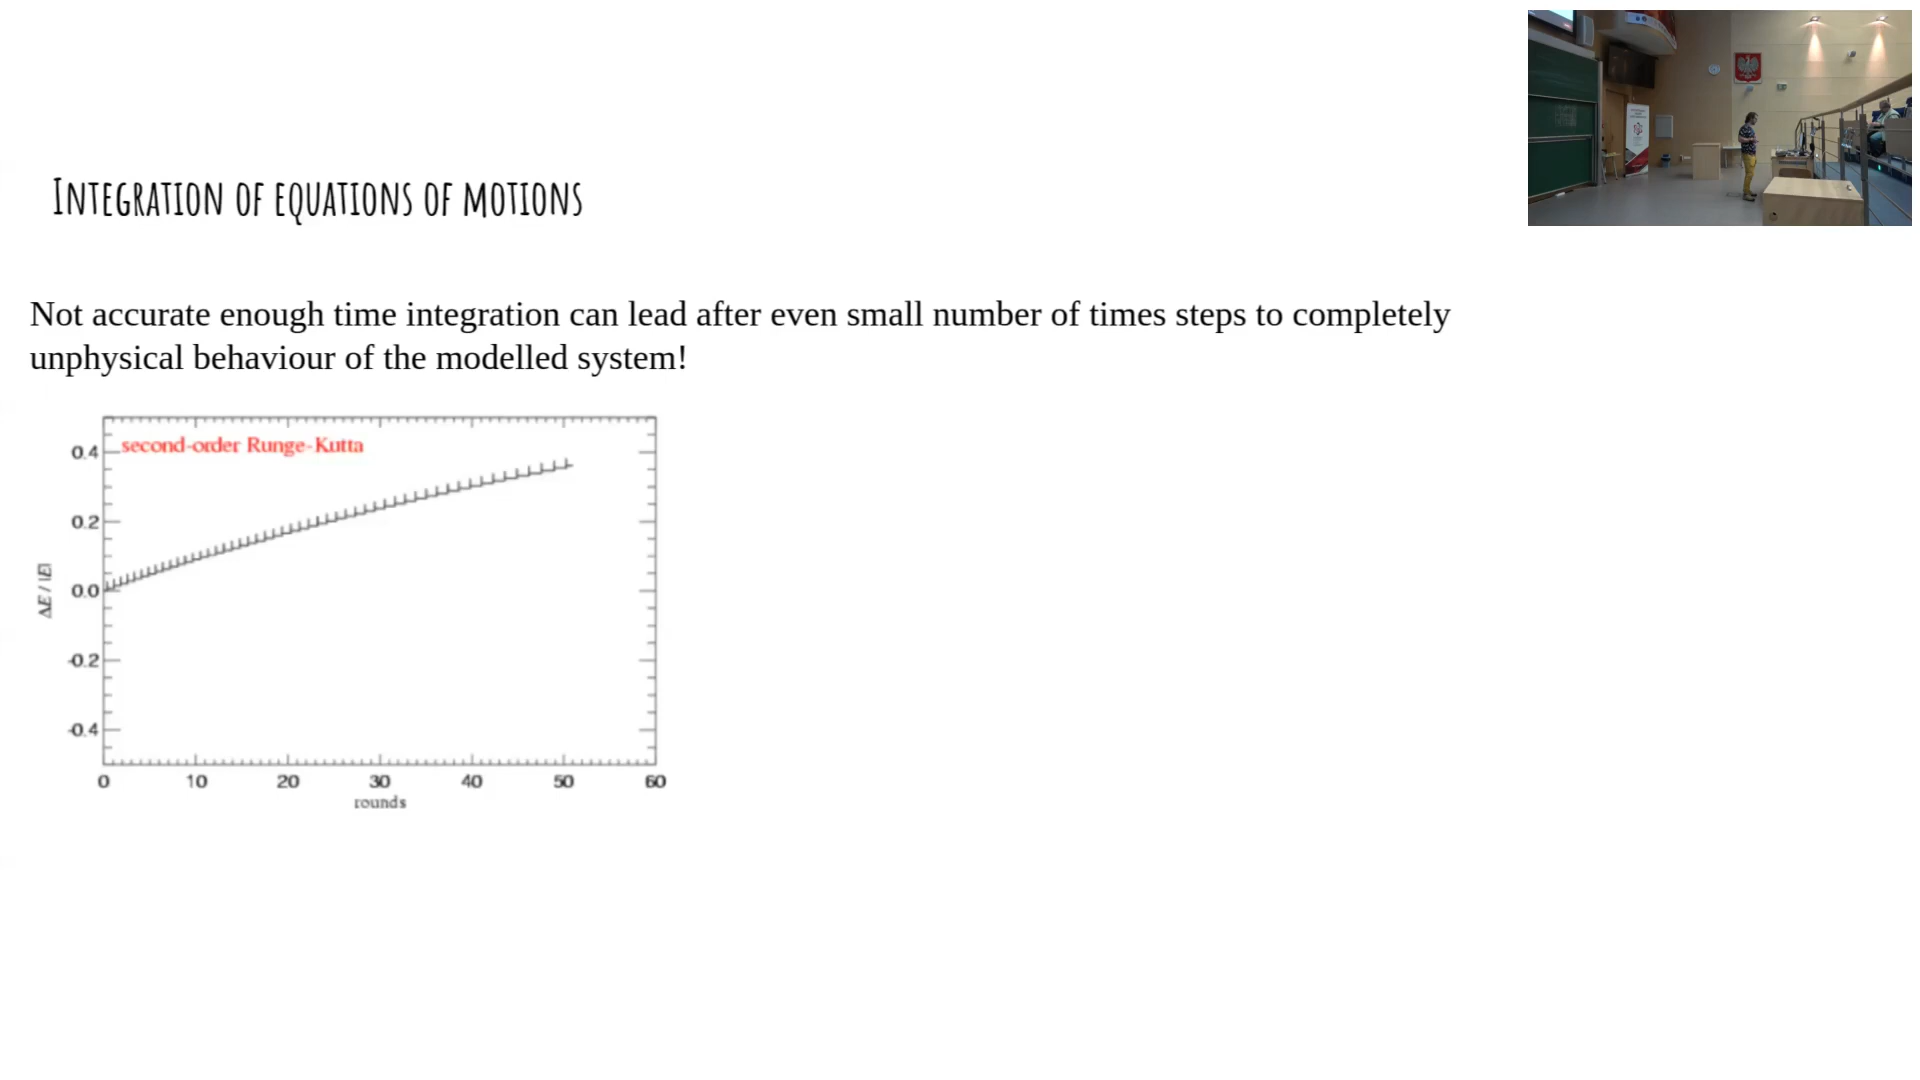 INTEGRATION OF EQUATIONS OF MOTIONS
Not accurate enough time integration can lead after even small number of times steps to completely
unphysical behaviour of the modelled system!
second-order Runge-Kutta
0.4
0.2
0.0
-0.2
-0.4
ΔE / |E|
0 10 20 30 40 50 60
rounds